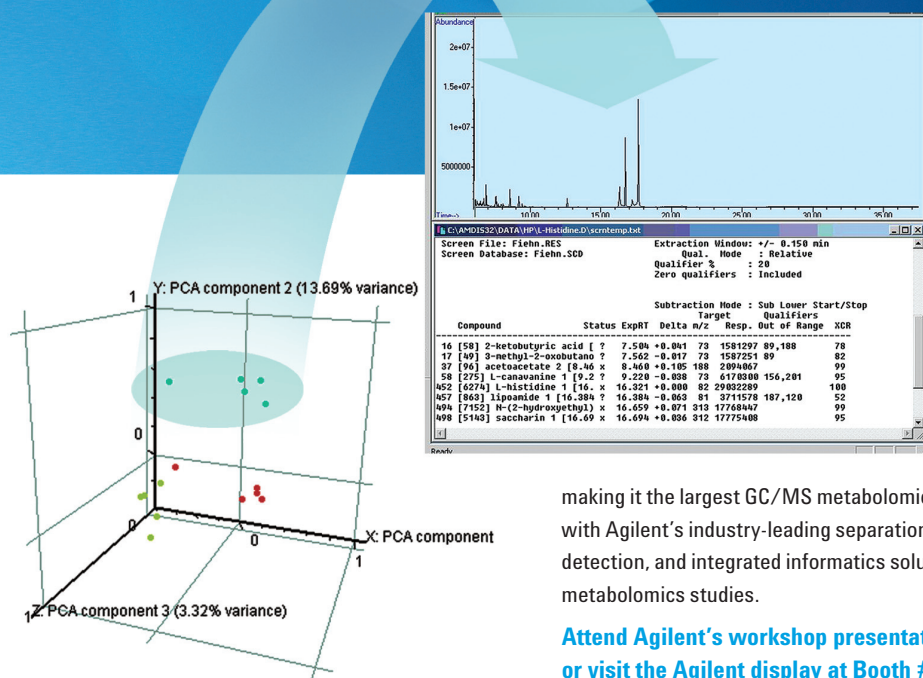 Abundance
2e+07
1.5e+07
1e+07
5000000
Time-->
10.00 15.00 20.00 25.00 30.00 35.00
C:\AMDIS32\DATA\HP\L-Histidine.D\scrntemp.txt
Screen File: Fiehn.RES Extraction Window: +/- 0.150 min
Screen Database: Fiehn.SCD Qual. Mode : Relative
Qualifier % : 20
Zero qualifiers : Included
Subtraction Mode : Sub Lower Start/Stop
Target Qualifiers
Compound Status ExpRT Delta m/z Resp. Out of Range XCR
16 [58] 2-ketobutyric acid [ ? 7.504 +0.041 73 1581297 89,188 78
17 [49] 3-methyl-2-oxobutano ? 7.562 -0.017 73 1587251 89 82
37 [96] acetoacetate 2 [8.46 x 8.460 +0.105 188 2094067 99
58 [275] L-canavanine 1 [9.2 ? 9.220 -0.038 73 6170300 156,201 95
452 [6274] L-histidine 1 [16. x 16.321 +0.000 82 29032289 100
457 [863] lipoamide 1 [16.384 ? 16.384 -0.063 81 3711578 187,120 52
494 [7152] N-(2-hydroxyethyl) x 16.659 +0.071 313 17768447 99
498 [5143] saccharin 1 [16.69 x 16.694 +0.036 312 17775408 95
Ready
1
Y: PCA component 2 (13.69% variance)
0
0
0
X: PCA component
1
1
Z: PCA component 3 (3.32% variance)
making it the largest GC/MS metabolomic
with Agilent's industry-leading separation
detection, and integrated informatics solu
metabolomics studies.
Attend Agilent's workshop presentat
or visit the Agilent display at Booth #